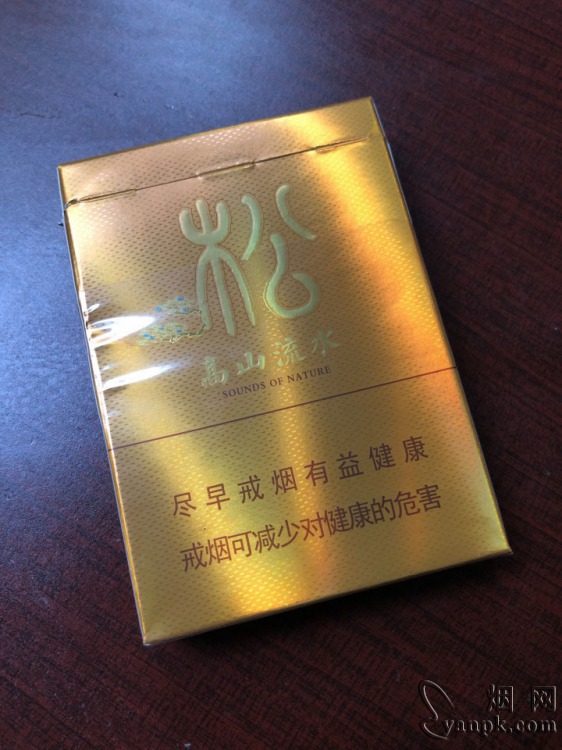 松
高山流水
SOUNDS OF NATURE
尽早戒烟有益健康
戒烟可减少对健康的危害
烟网
yanpk.com